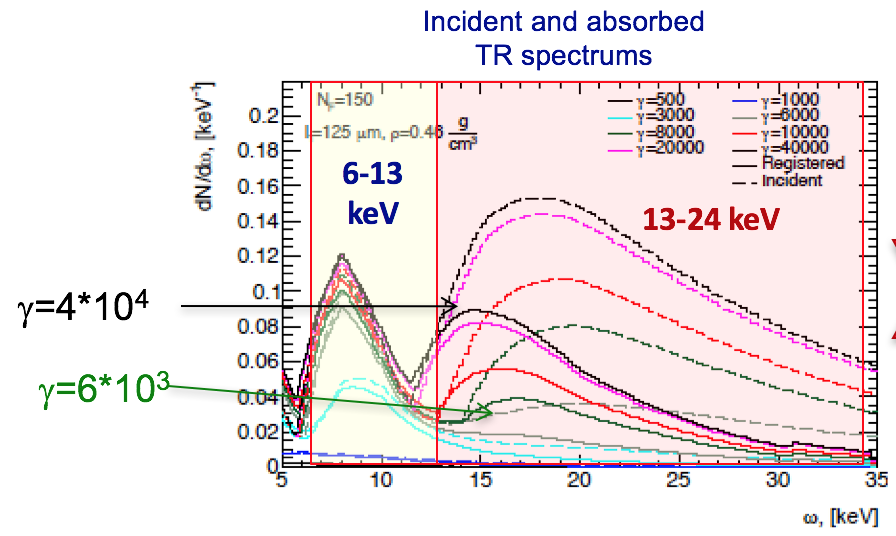 Incident and absorbed
TR spectrums
dN/dω, [keV⁻¹]
0.2
0.18
0.16
0.14
0.12
0.1
0.08
0.06
0.04
0.02
0
5
10
15
20
25
30
35
ω, [keV]
l=125 μm, ρ=0.46 g/cm³
6-13
keV
13-24 keV
γ=500
γ=1000
γ=3000
γ=6000
γ=8000
γ=10000
γ=20000
γ=40000
Registered
Incident
γ=4*10⁴
γ=6*10³